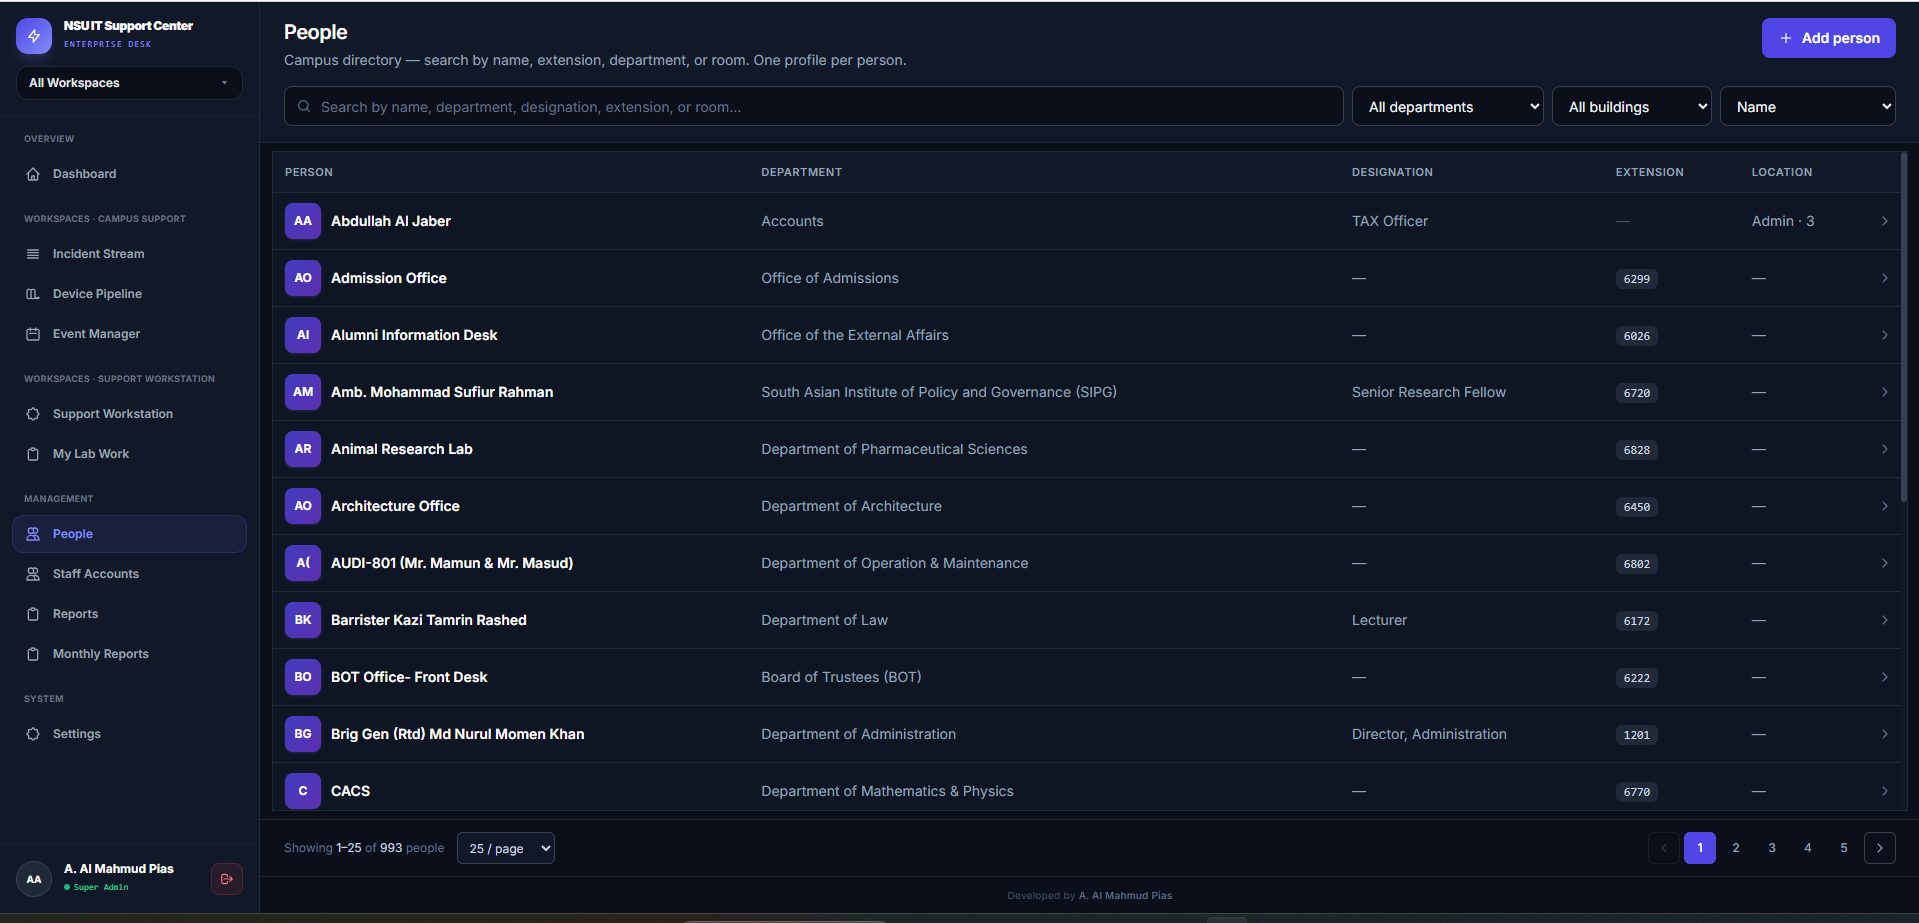 NSU IT Support Center
ENTERPRISE DESK
All Workspaces
OVERVIEW
Dashboard
WORKSPACES · CAMPUS SUPPORT
Incident Stream
Device Pipeline
Event Manager
WORKSPACES · SUPPORT WORKSTATION
Support Workstation
My Lab Work
MANAGEMENT
People
Staff Accounts
Reports
Monthly Reports
SYSTEM
Settings
AA
A. Al Mahmud Pias
Super Admin
People
Campus directory — search by name, extension, department, or room. One profile per person.
+ Add person
Search by name, department, designation, extension, or room...
All departments
All buildings
Name
PERSON DEPARTMENT DESIGNATION EXTENSION LOCATION
AA Abdullah Al Jaber Accounts TAX Officer — Admin · 3
AO Admission Office Office of Admissions — 6299 —
AI Alumni Information Desk Office of the External Affairs — 6026 —
AM Amb. Mohammad Sufiur Rahman South Asian Institute of Policy and Governance (SIPG) Senior Research Fellow 6720 —
AR Animal Research Lab Department of Pharmaceutical Sciences — 6828 —
AO Architecture Office Department of Architecture — 6450 —
A( AUDI-801 (Mr. Mamun & Mr. Masud) Department of Operation & Maintenance — 6802 —
BK Barrister Kazi Tamrin Rashed Department of Law Lecturer 6172 —
BO BOT Office- Front Desk Board of Trustees (BOT) — 6222 —
BG Brig Gen (Rtd) Md Nurul Momen Khan Department of Administration Director, Administration 1201 —
C CACS Department of Mathematics & Physics — 6770 —
Showing 1–25 of 993 people
25 / page
1 2 3 4 5
Developed by A. Al Mahmud Pias